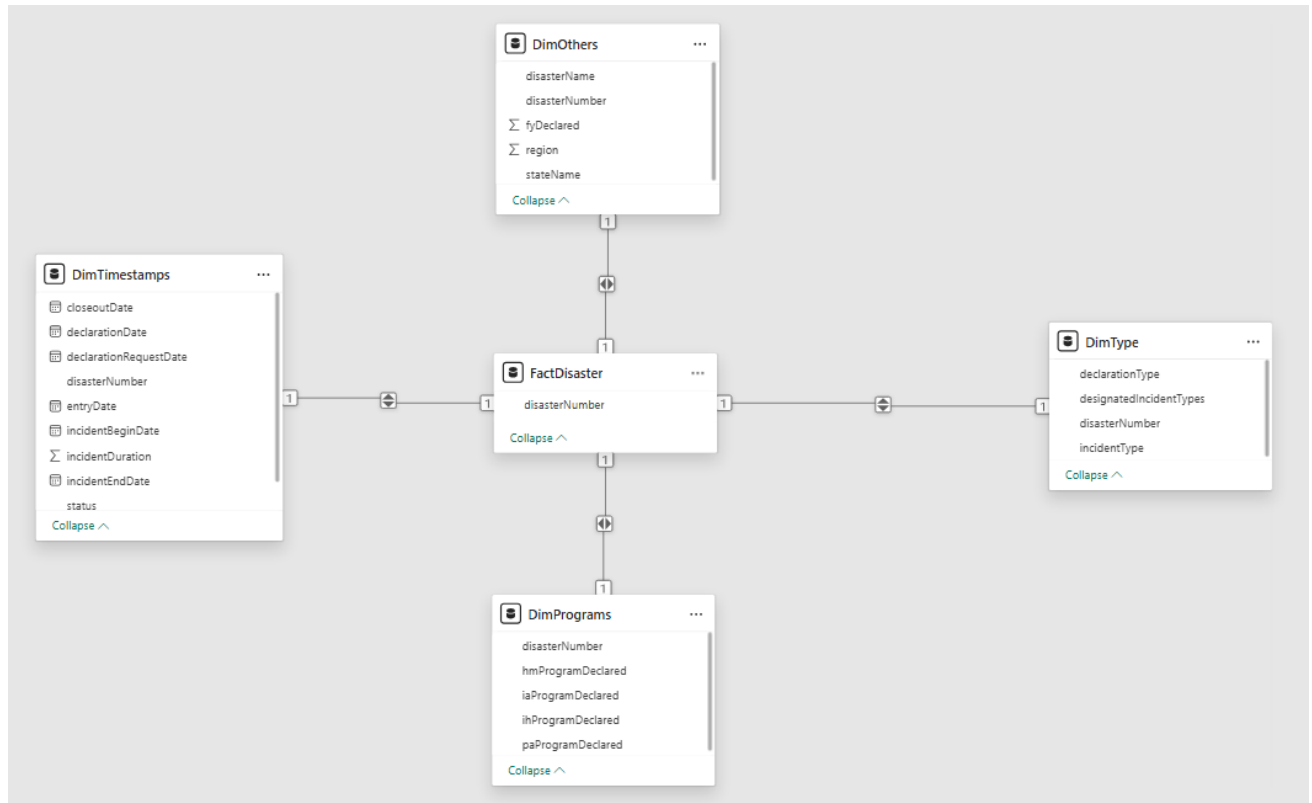 DimOthers
disasterName
disasterNumber
fyDeclared
region
stateName
Collapse
1
DimTimestamps
closeoutDate
declarationDate
declarationRequestDate
disasterNumber
entryDate
incidentBeginDate
incidentDuration
incidentEndDate
status
Collapse
1
1
FactDisaster
disasterNumber
Collapse
1
1
1
DimType
declarationType
designatedIncidentTypes
disasterNumber
incidentType
Collapse
1
1
DimPrograms
disasterNumber
hmProgramDeclared
iaProgramDeclared
ihProgramDeclared
paProgramDeclared
Collapse